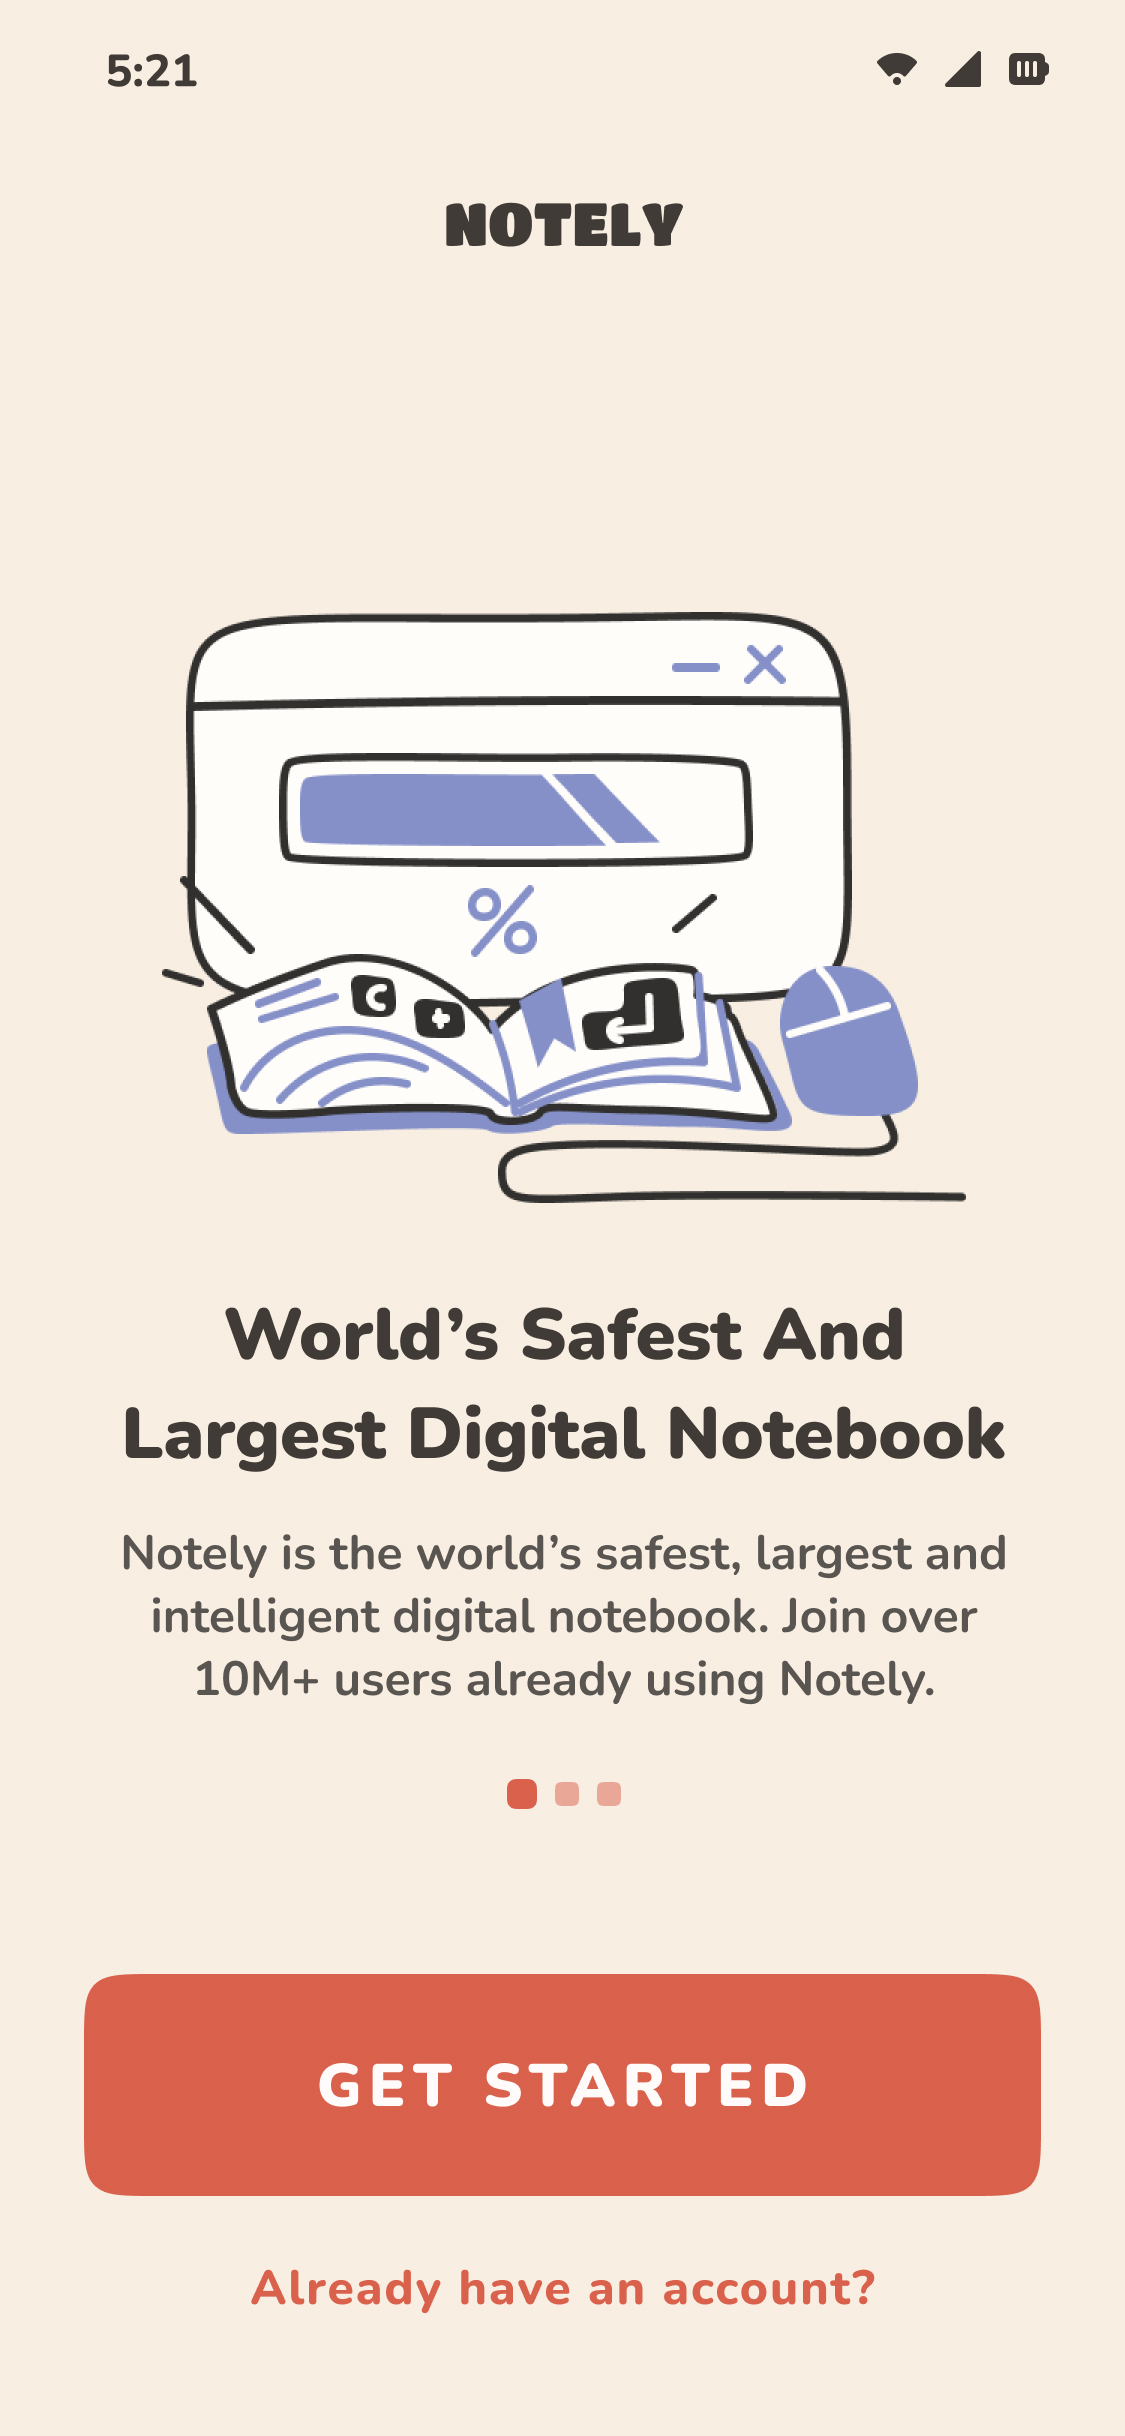 5:21
NOTELY
%
C
+
World’s Safest And
Largest Digital Notebook
Notely is the world’s safest, largest and
intelligent digital notebook. Join over
10M+ users already using Notely.
GET STARTED
Already have an account?